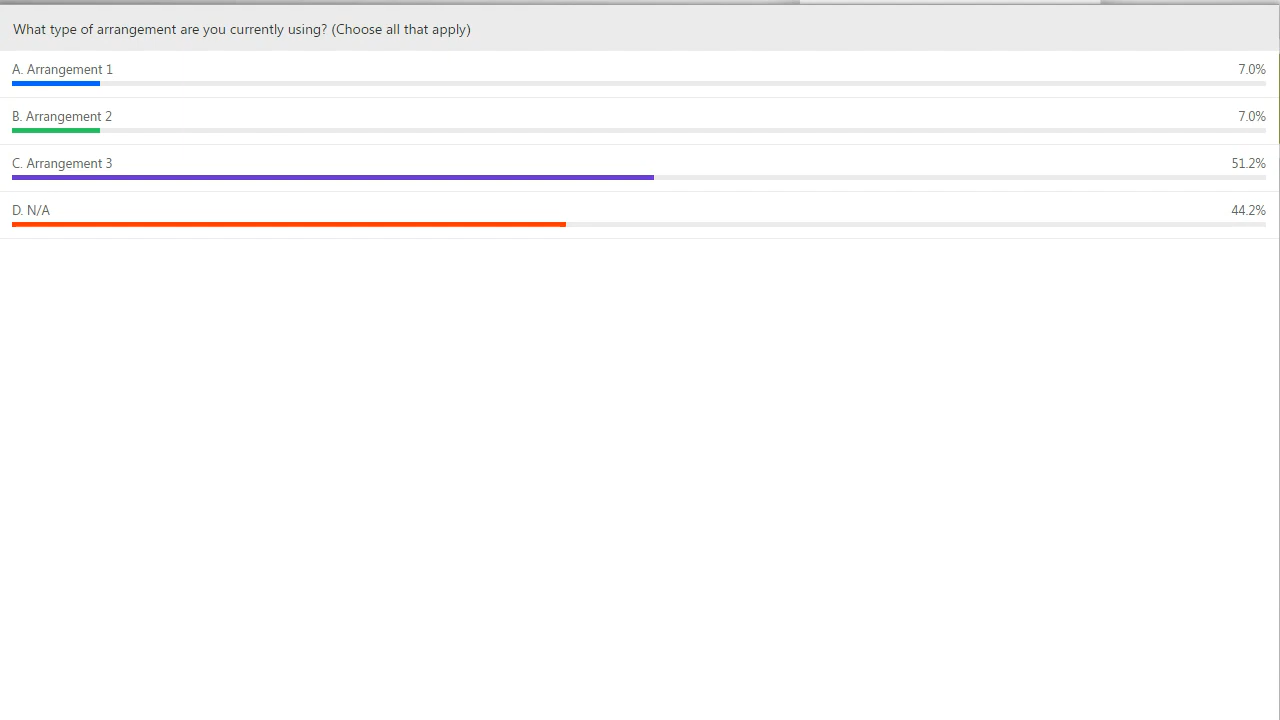 What type of arrangement are you currently using? (Choose all that apply)
A. Arrangement 1 7.0%
B. Arrangement 2 7.0%
C. Arrangement 3 51.2%
D. N/A 44.2%